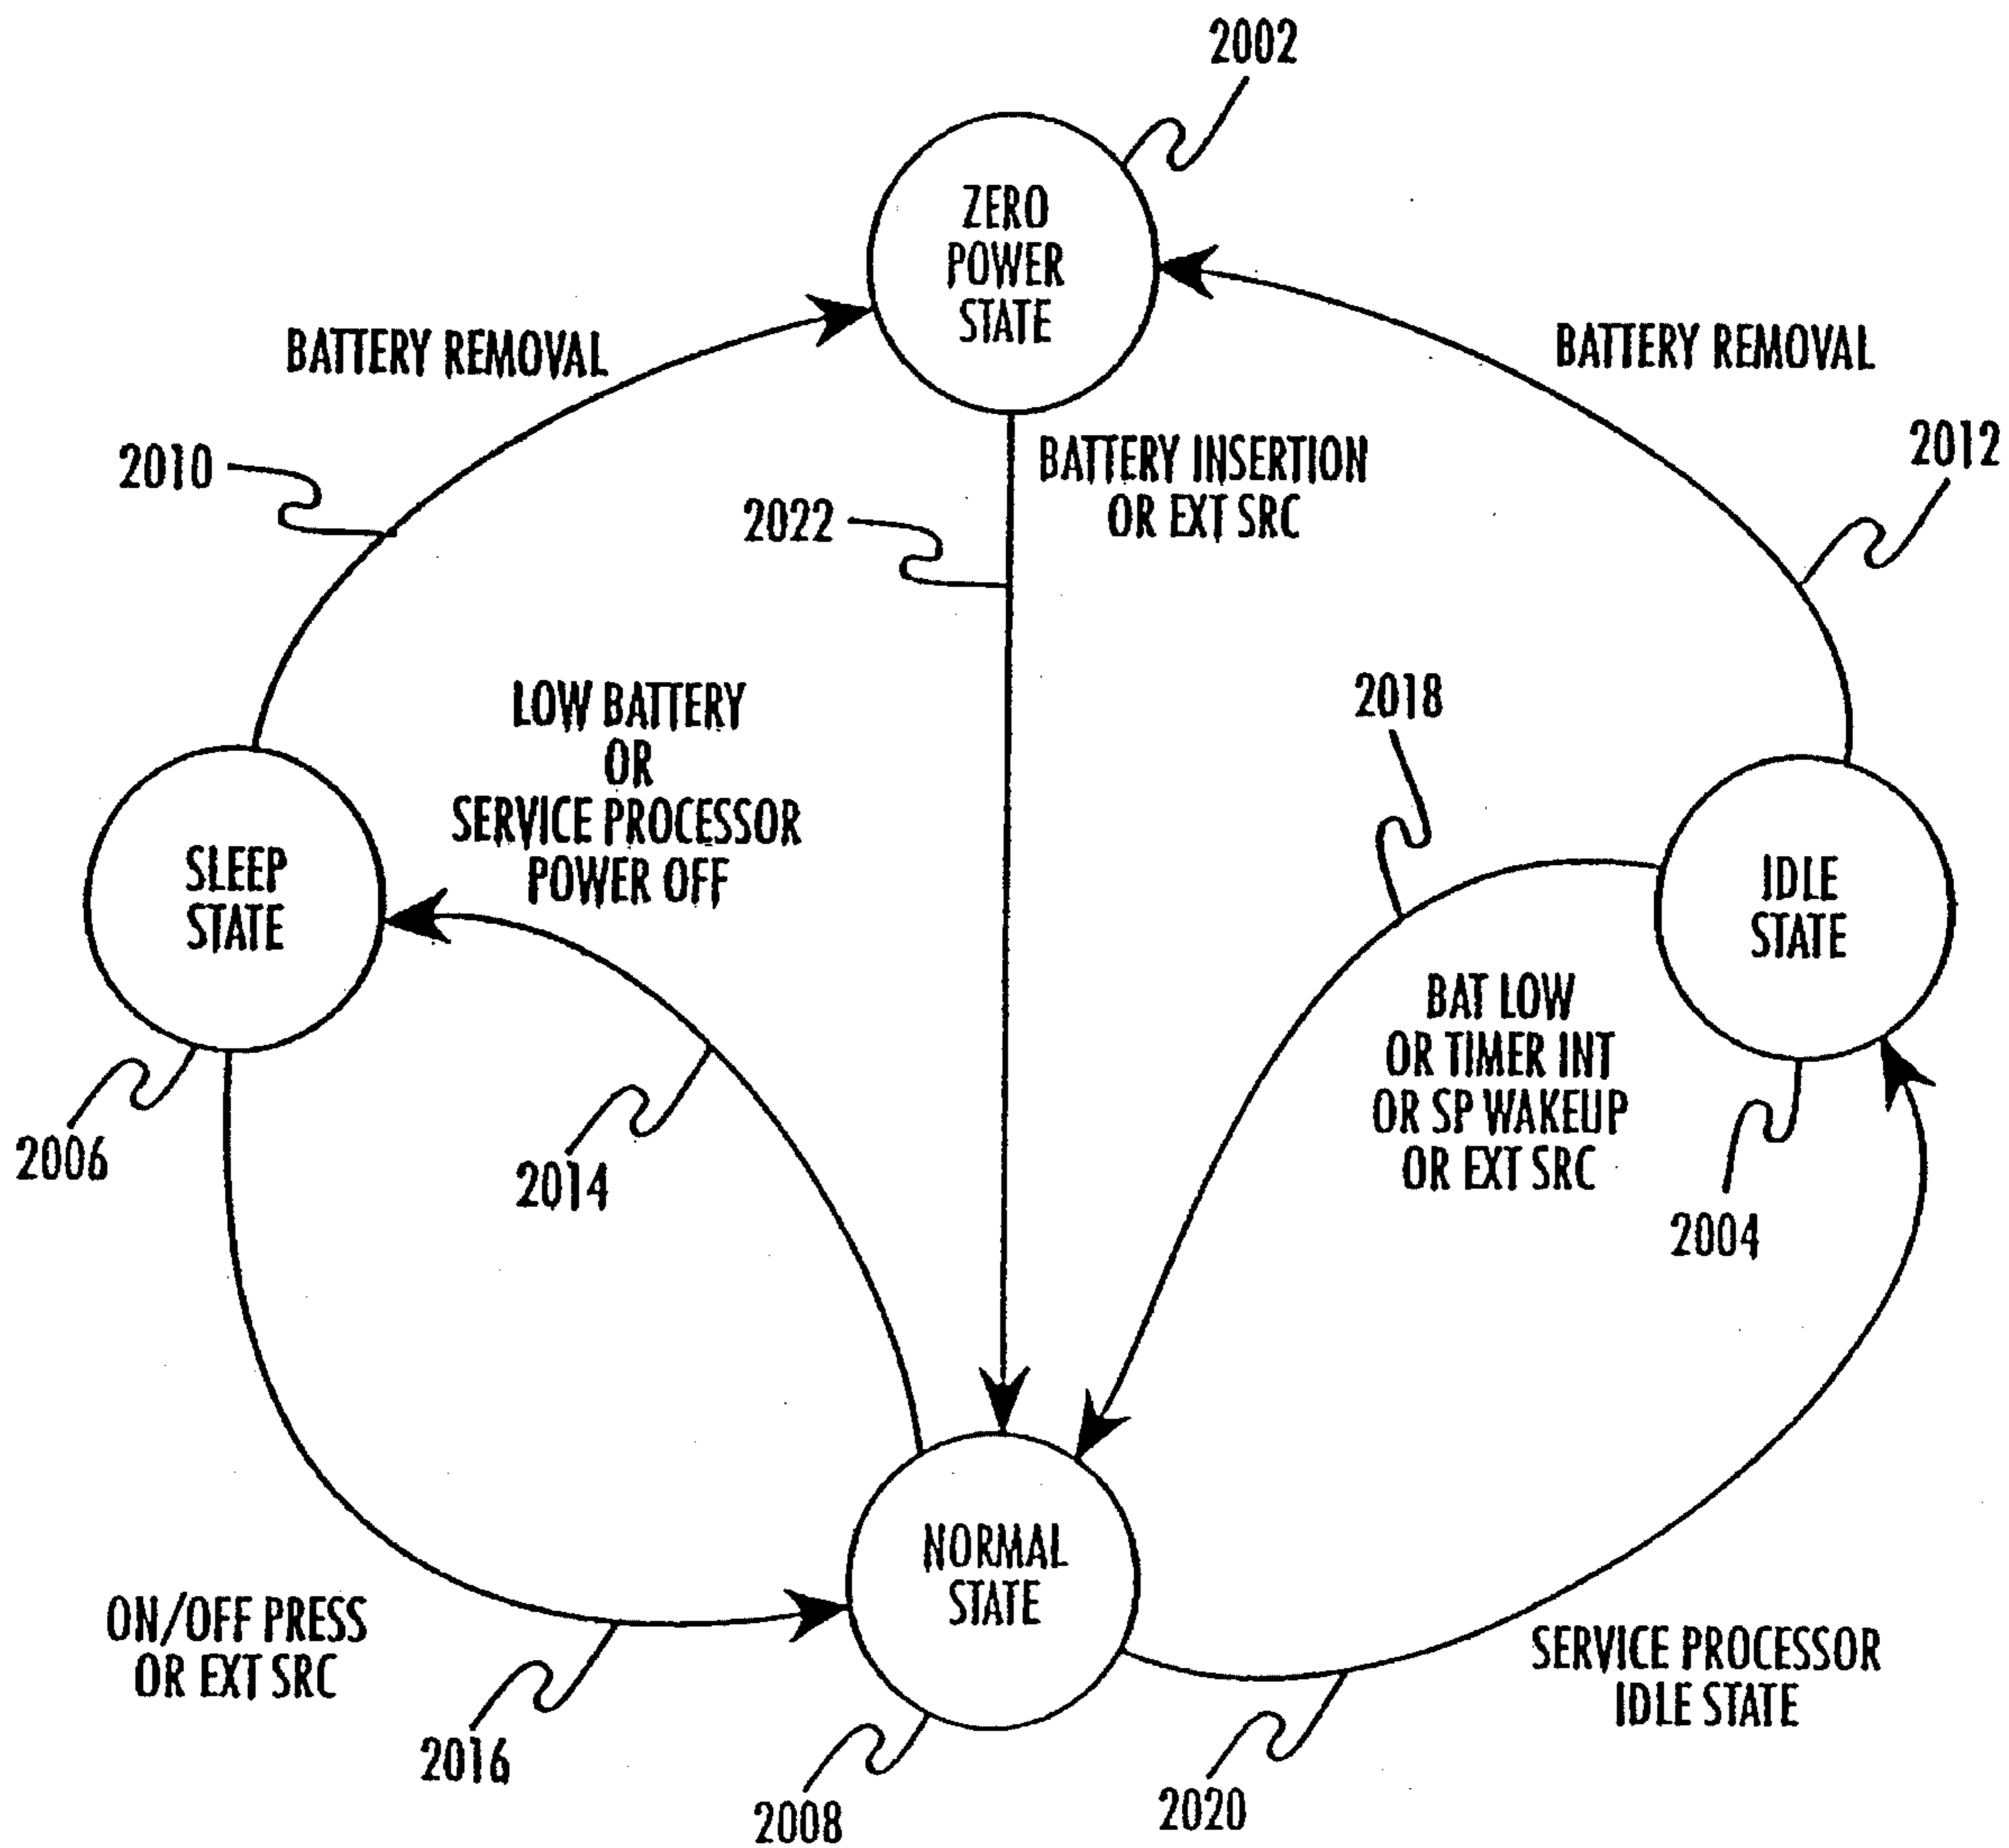 2002
ZERO
POWER
STATE
BATTERY REMOVAL
BATTERY REMOVAL
2010
BATTERY INSERTION
OR EXT SRC
2012
2022
LOW BATTERY
OR
SERVICE PROCESSOR
POWER OFF
2018
SLEEP
STATE
IDLE
STATE
BAT LOW
OR TIMER INT
OR SP WAKEUP
OR EXT SRC
2006
2014
2004
NORMAL
STATE
ON/OFF PRESS
OR EXT SRC
SERVICE PROCESSOR
IDLE STATE
2016
2008
2020